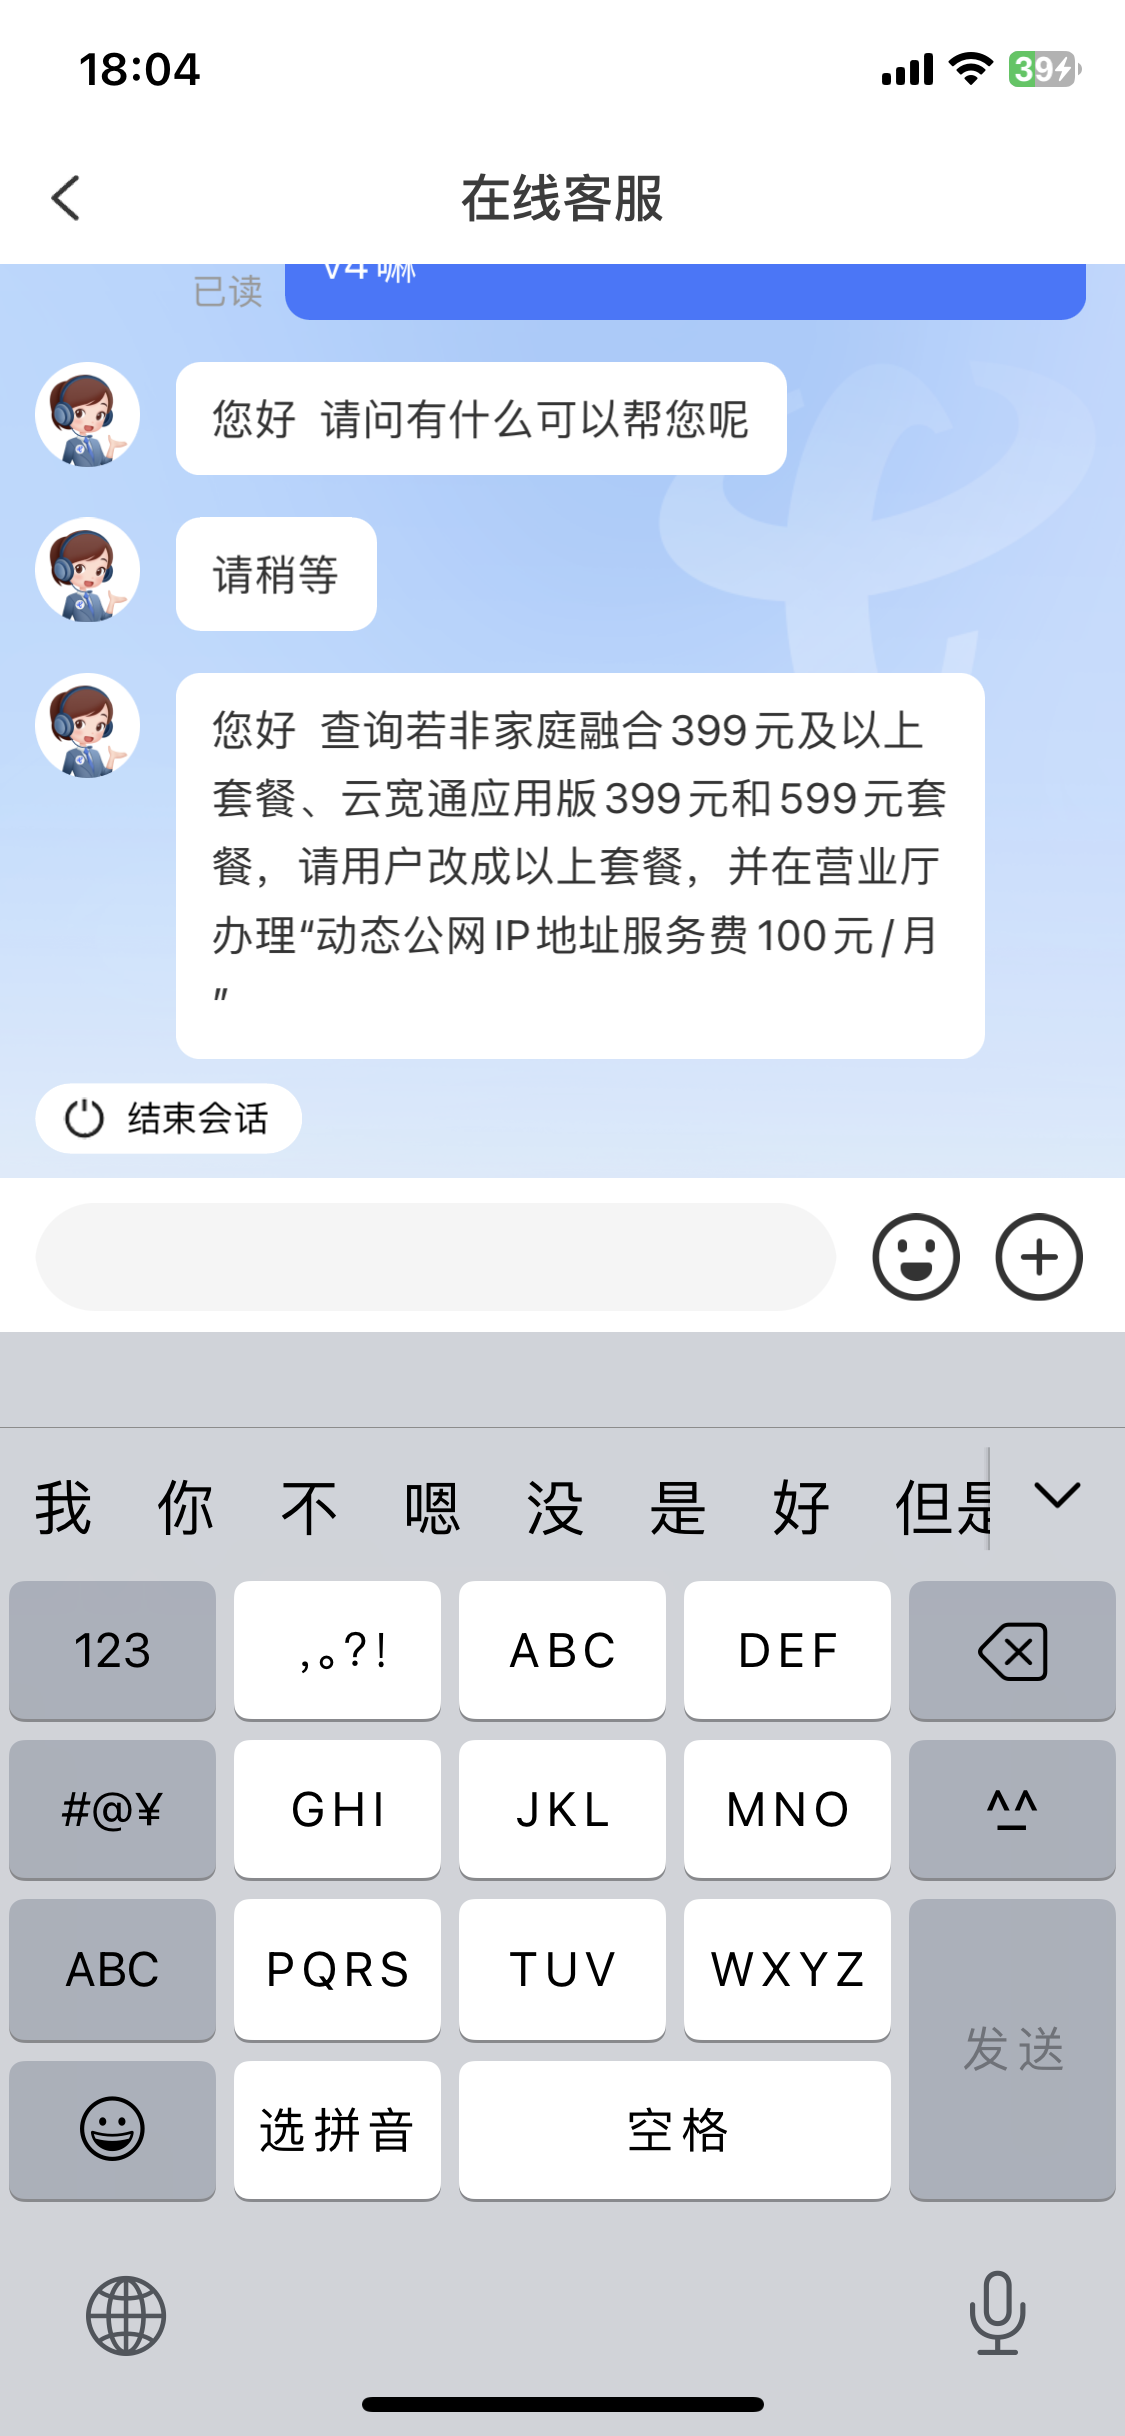 18:04
39
在线客服
v4嘛
已读
您好 请问有什么可以帮您呢
请稍等
您好 查询若非家庭融合399元及以上
套餐、云宽通应用版399元和599元套
餐，请用户改成以上套餐，并在营业厅
办理“动态公网IP地址服务费100元/月
”
结束会话
我 你 不 嗯 没 是 好 但是
123 ,。?! ABC DEF
#@¥ GHI JKL MNO ^^
ABC PQRS TUV WXYZ
发送
选拼音 空格